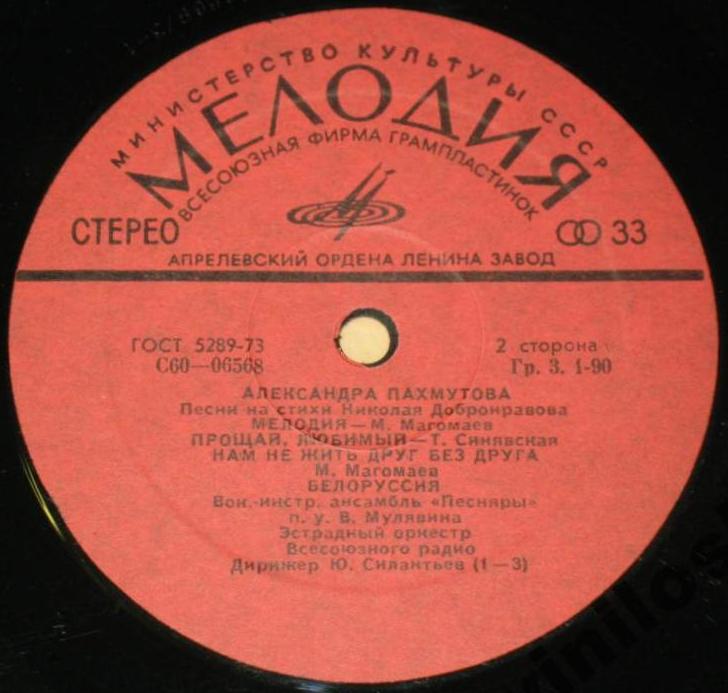 МИНИСТЕРСТВО КУЛЬТУРЫ СССР
МЕЛОДИЯ
ВСЕСОЮЗНАЯ ФИРМА ГРАМПЛАСТИНОК
СТЕРЕО
33
АПРЕЛЕВСКИЙ ОРДЕНА ЛЕНИНА ЗАВОД
ГОСТ 5289-73
2 сторона
С60—06568
Гр. 3. 1-90
АЛЕКСАНДРА ПАХМУТОВА
Песни на стихи Николая Добронравова
МЕЛОДИЯ—М. Магомаев
ПРОЩАЙ, ЛЮБИМЫЙ—Т. Синявская
НАМ НЕ ЖИТЬ ДРУГ БЕЗ ДРУГА
М. Магомаев
БЕЛОРУССИЯ
Вок.-инстр. ансамбль «Песняры»
п. у. В. Мулявина
Эстрадный оркестр
Всесоюзного радио
Дирижер Ю. Силантьев (1—3)